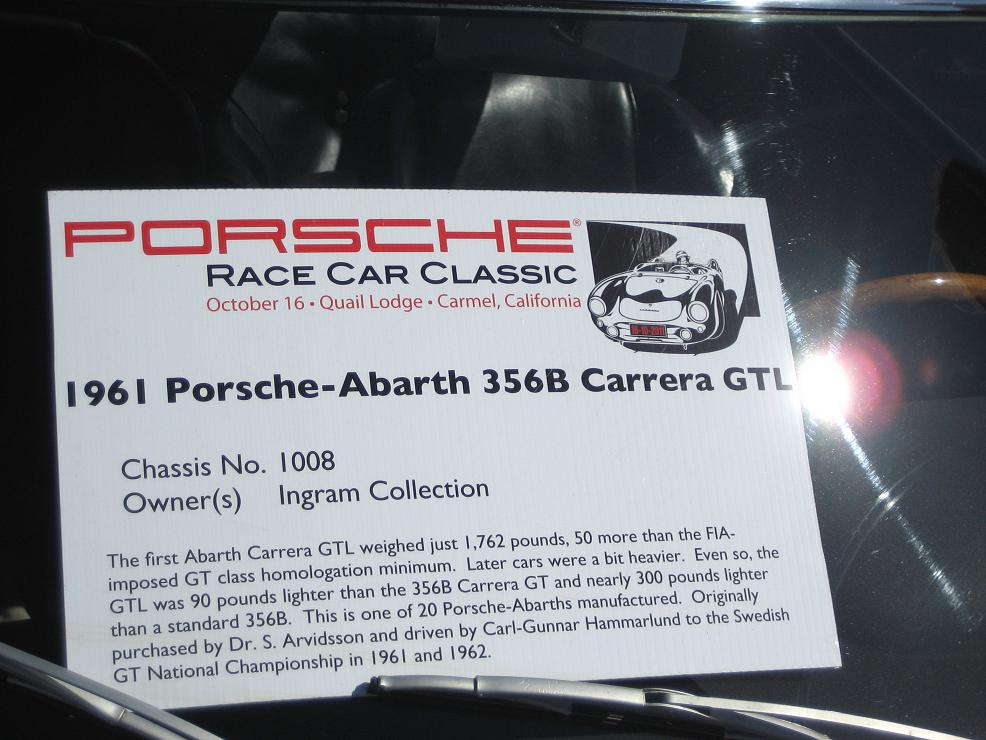 PORSCHE®
RACE CAR CLASSIC
October 16 • Quail Lodge • Carmel, California
16-10-2011
1961 Porsche-Abarth 356B Carrera GTL
Chassis No. 1008
Owner(s) Ingram Collection
The first Abarth Carrera GTL weighed just 1,762 pounds, 50 more than the FIA-
imposed GT class homologation minimum. Later cars were a bit heavier. Even so, the
GTL was 90 pounds lighter than the 356B Carrera GT and nearly 300 pounds lighter
than a standard 356B. This is one of 20 Porsche-Abarths manufactured. Originally
purchased by Dr. S. Arvidsson and driven by Carl-Gunnar Hammarlund to the Swedish
GT National Championship in 1961 and 1962.